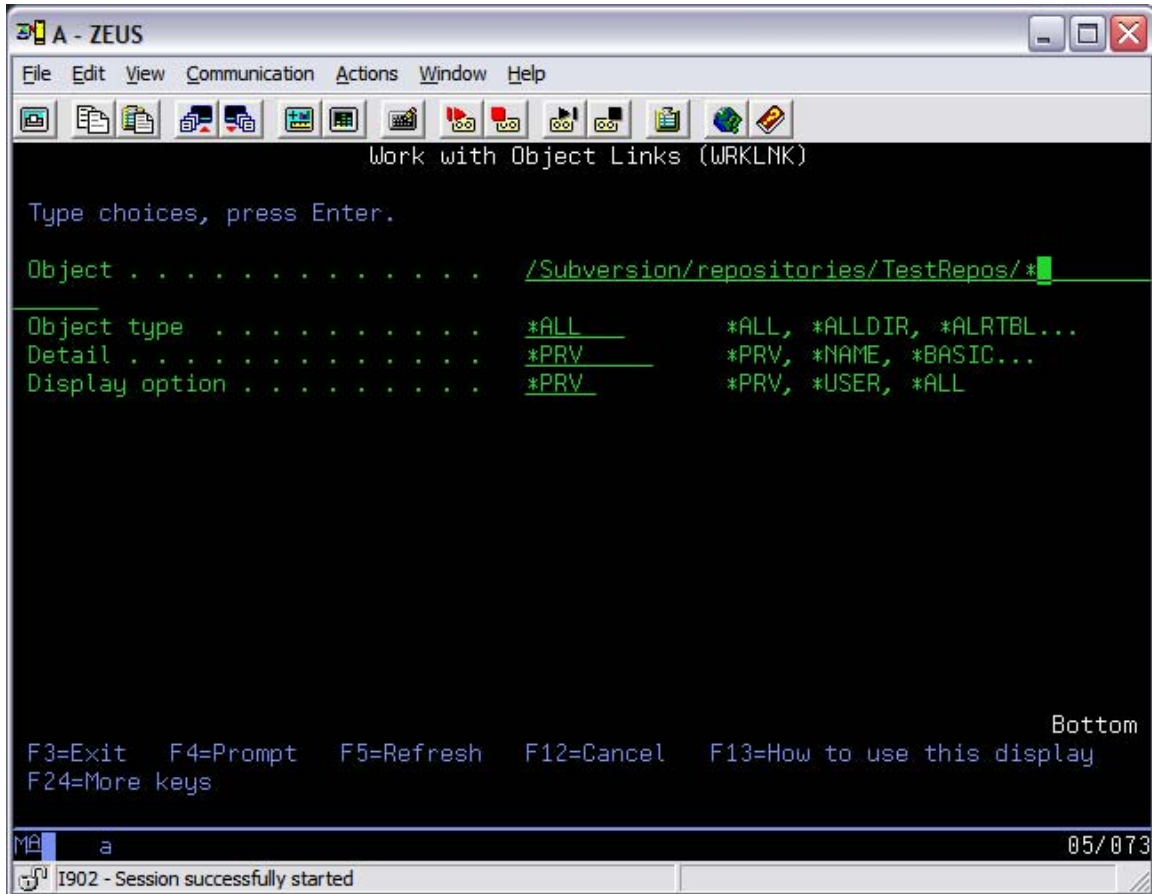 A - ZEUS
File Edit View Communication Actions Window Help
Work with Object Links (WRKLNK)
Type choices, press Enter.
Object . . . . . . . . . . . . . /Subversion/repositories/TestRepos/*
Object type . . . . . . . . . . *ALL *ALL, *ALLDIR, *ALRTBL...
Detail . . . . . . . . . . . . . *PRV *PRV, *NAME, *BASIC...
Display option . . . . . . . . . *PRV *PRV, *USER, *ALL
Bottom
F3=Exit F4=Prompt F5=Refresh F12=Cancel F13=How to use this display
F24=More keys
MA a 05/073
I902 - Session successfully started